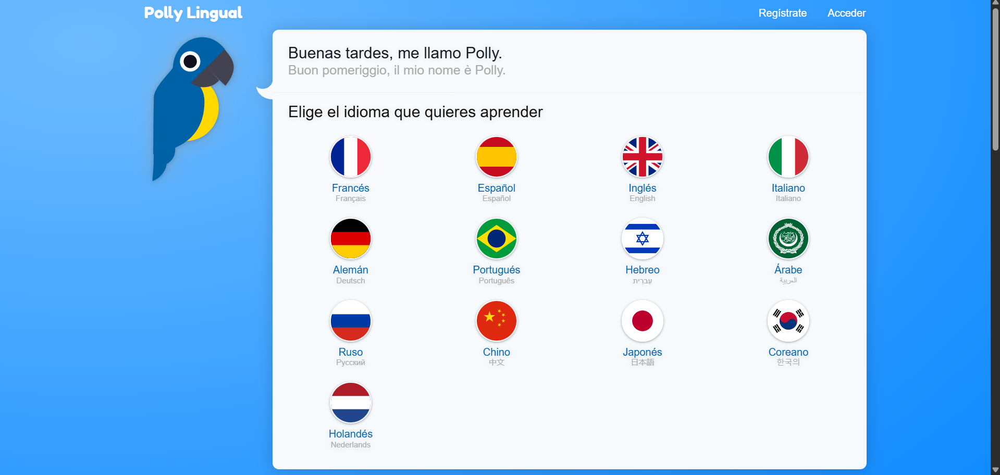 Polly Lingual
Regístrate
Acceder
Buenas tardes, me llamo Polly.
Buon pomeriggio, il mio nome è Polly.
Elige el idioma que quieres aprender
Francés
Français
Español
Español
Inglés
English
Italiano
Italiano
Alemán
Deutsch
Portugués
Português
Hebreo
עברית
Árabe
العربية
Ruso
Русский
Chino
中文
Japonés
日本語
Coreano
한국의
Holandés
Nederlands